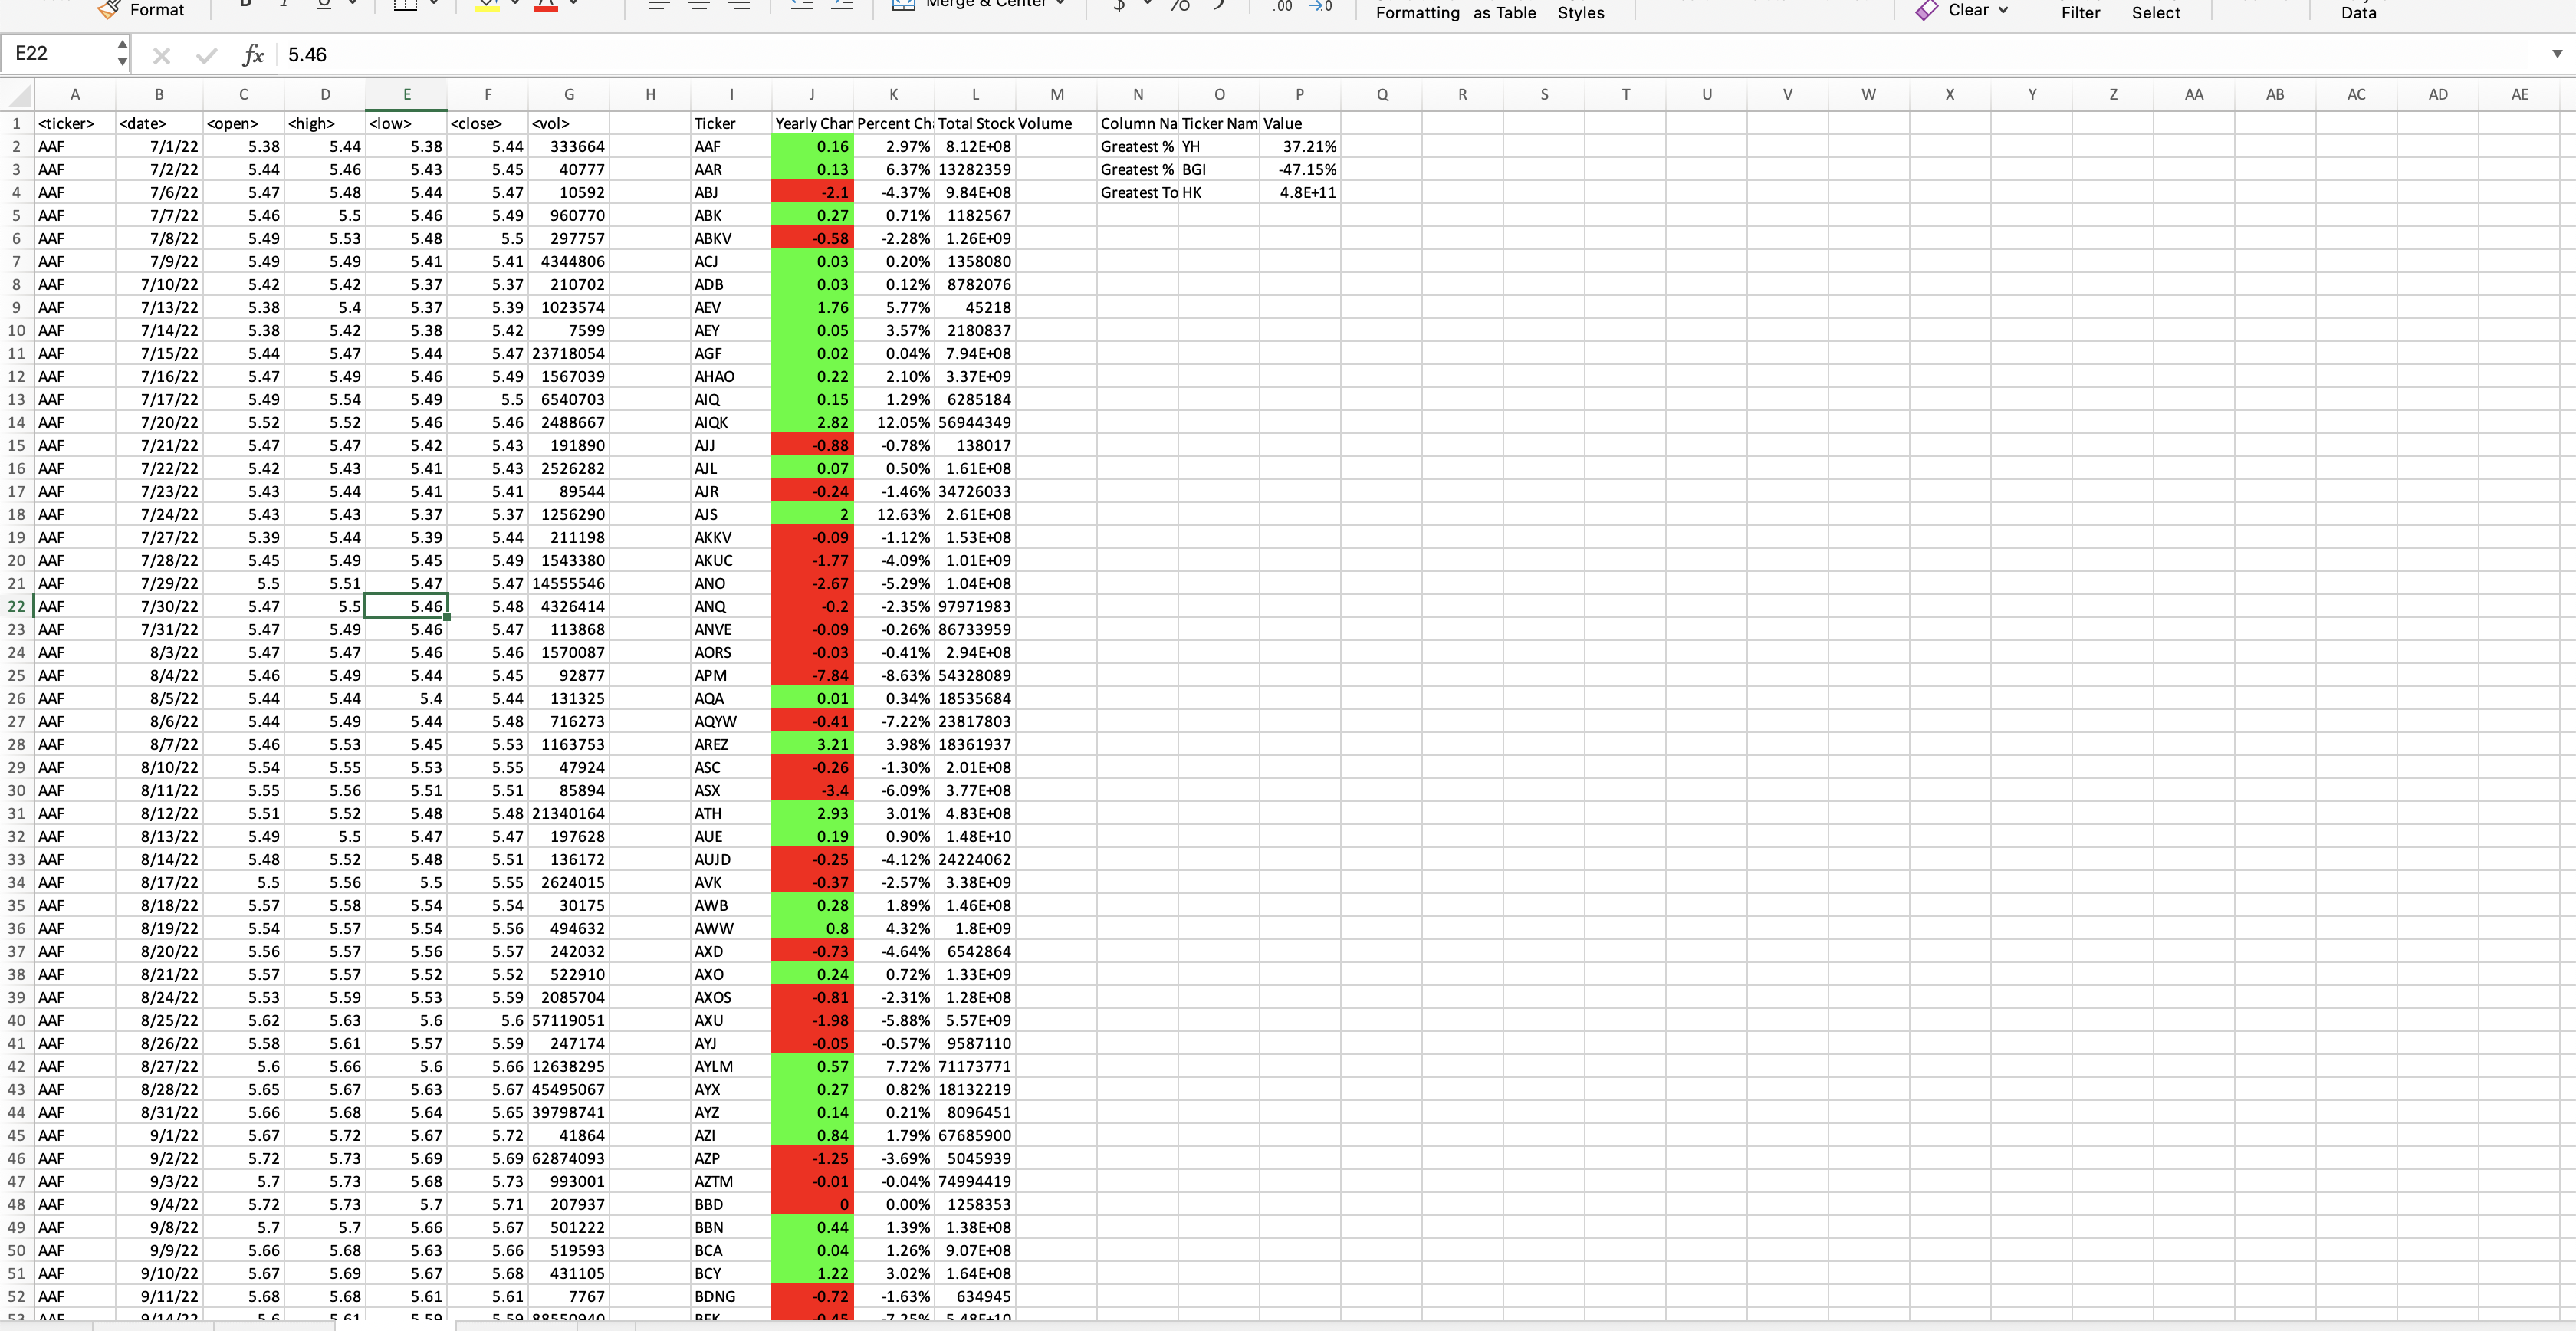 Format Merge & Center $ % .00 →.0 Formatting as Table Styles Clear Filter Select Data
E22 fx 5.46
A B C D E F G H I J K L M N O P Q R S T U V W X Y Z AA AB AC AD AE
1 <ticker> <date> <open> <high> <low> <close> <vol> Ticker Yearly Chan Percent Ch Total Stock Volume Column Na Ticker Nam Value
2 AAF 7/1/22 5.38 5.44 5.38 5.44 333664 AAF 0.16 2.97% 8.12E+08 Greatest % YH 37.21%
3 AAF 7/2/22 5.44 5.46 5.43 5.45 40777 AAR 0.13 6.37% 13282359 Greatest % BGI -47.15%
4 AAF 7/6/22 5.47 5.48 5.44 5.47 10592 ABJ -2.1 -4.37% 9.84E+08 Greatest To HK 4.8E+11
5 AAF 7/7/22 5.46 5.5 5.46 5.49 960770 ABK 0.27 0.71% 1182567
6 AAF 7/8/22 5.49 5.53 5.48 5.5 297757 ABKV -0.58 -2.28% 1.26E+09
7 AAF 7/9/22 5.49 5.49 5.41 5.41 4344806 ACJ 0.03 0.20% 1358080
8 AAF 7/10/22 5.42 5.42 5.37 5.37 210702 ADB 0.03 0.12% 8782076
9 AAF 7/13/22 5.38 5.4 5.37 5.39 1023574 AEV 1.76 5.77% 45218
10 AAF 7/14/22 5.38 5.42 5.38 5.42 7599 AEY 0.05 3.57% 2180837
11 AAF 7/15/22 5.44 5.47 5.44 5.47 23718054 AGF 0.02 0.04% 7.94E+08
12 AAF 7/16/22 5.47 5.49 5.46 5.49 1567039 AHAO 0.22 2.10% 3.37E+09
13 AAF 7/17/22 5.49 5.54 5.49 5.5 6540703 AIQ 0.15 1.29% 6285184
14 AAF 7/20/22 5.52 5.52 5.46 5.46 2488667 AIQK 2.82 12.05% 56944349
15 AAF 7/21/22 5.47 5.47 5.42 5.43 191890 AJJ -0.88 -0.78% 138017
16 AAF 7/22/22 5.42 5.43 5.41 5.43 2526282 AJL 0.07 0.50% 1.61E+08
17 AAF 7/23/22 5.43 5.44 5.41 5.41 89544 AJR -0.24 -1.46% 34726033
18 AAF 7/24/22 5.43 5.43 5.37 5.37 1256290 AJS 2 12.63% 2.61E+08
19 AAF 7/27/22 5.39 5.44 5.39 5.44 211198 AKKV -0.09 -1.12% 1.53E+08
20 AAF 7/28/22 5.45 5.49 5.45 5.49 1543380 AKUC -1.77 -4.09% 1.01E+09
21 AAF 7/29/22 5.5 5.51 5.47 5.47 14555546 ANO -2.67 -5.29% 1.04E+08
22 AAF 7/30/22 5.47 5.5 5.46 5.48 4326414 ANQ -0.2 -2.35% 97971983
23 AAF 7/31/22 5.47 5.49 5.46 5.47 113868 ANVE -0.09 -0.26% 86733959
24 AAF 8/3/22 5.47 5.47 5.46 5.46 1570087 AORS -0.03 -0.41% 2.94E+08
25 AAF 8/4/22 5.46 5.49 5.44 5.45 92877 APM -7.84 -8.63% 54328089
26 AAF 8/5/22 5.44 5.44 5.4 5.44 131325 AQA 0.01 0.34% 18535684
27 AAF 8/6/22 5.44 5.49 5.44 5.48 716273 AQYW -0.41 -7.22% 23817803
28 AAF 8/7/22 5.46 5.53 5.45 5.53 1163753 AREZ 3.21 3.98% 18361937
29 AAF 8/10/22 5.54 5.55 5.53 5.55 47924 ASC -0.26 -1.30% 2.01E+08
30 AAF 8/11/22 5.55 5.56 5.51 5.51 85894 ASX -3.4 -6.09% 3.77E+08
31 AAF 8/12/22 5.51 5.52 5.48 5.48 21340164 ATH 2.93 3.01% 4.83E+08
32 AAF 8/13/22 5.49 5.5 5.47 5.47 197628 AUE 0.19 0.90% 1.48E+10
33 AAF 8/14/22 5.48 5.52 5.48 5.51 136172 AUJD -0.25 -4.12% 24224062
34 AAF 8/17/22 5.5 5.56 5.5 5.55 2624015 AVK -0.37 -2.57% 3.38E+09
35 AAF 8/18/22 5.57 5.58 5.54 5.54 30175 AWB 0.28 1.89% 1.46E+08
36 AAF 8/19/22 5.54 5.57 5.54 5.56 494632 AWW 0.8 4.32% 1.8E+09
37 AAF 8/20/22 5.56 5.57 5.56 5.57 242032 AXD -0.73 -4.64% 6542864
38 AAF 8/21/22 5.57 5.57 5.52 5.52 522910 AXO 0.24 0.72% 1.33E+09
39 AAF 8/24/22 5.53 5.59 5.53 5.59 2085704 AXOS -0.81 -2.31% 1.28E+08
40 AAF 8/25/22 5.62 5.63 5.6 5.6 57119051 AXU -1.98 -5.88% 5.57E+09
41 AAF 8/26/22 5.58 5.61 5.57 5.59 247174 AYJ -0.05 -0.57% 9587110
42 AAF 8/27/22 5.6 5.66 5.6 5.66 12638295 AYLM 0.57 7.72% 71173771
43 AAF 8/28/22 5.65 5.67 5.63 5.67 45495067 AYX 0.27 0.82% 18132219
44 AAF 8/31/22 5.66 5.68 5.64 5.65 39798741 AYZ 0.14 0.21% 8096451
45 AAF 9/1/22 5.67 5.72 5.67 5.72 41864 AZI 0.84 1.79% 67685900
46 AAF 9/2/22 5.72 5.73 5.69 5.69 62874093 AZP -1.25 -3.69% 5045939
47 AAF 9/3/22 5.7 5.73 5.68 5.73 993001 AZTM -0.01 -0.04% 74994419
48 AAF 9/4/22 5.72 5.73 5.7 5.71 207937 BBD 0 0.00% 1258353
49 AAF 9/8/22 5.7 5.7 5.66 5.67 501222 BBN 0.44 1.39% 1.38E+08
50 AAF 9/9/22 5.66 5.68 5.63 5.66 519593 BCA 0.04 1.26% 9.07E+08
51 AAF 9/10/22 5.67 5.69 5.67 5.68 431105 BCY 1.22 3.02% 1.64E+08
52 AAF 9/11/22 5.68 5.68 5.61 5.61 7767 BDNG -0.72 -1.63% 634945
53 AAF 9/14/22 5.6 5.61 5.59 5.59 88550940 -0.45 -7.25% 5.48E+10